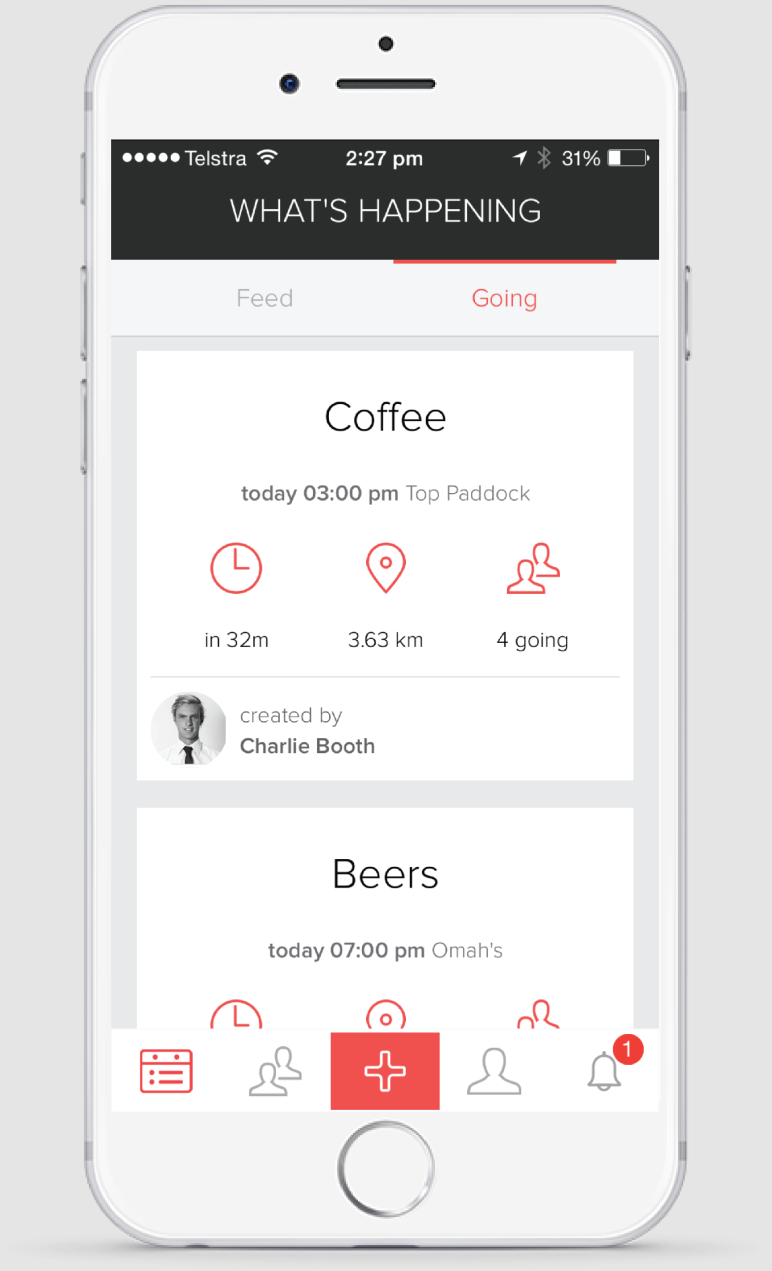 Telstra 2:27 pm 31%
WHAT'S HAPPENING
Feed Going
Coffee
today 03:00 pm Top Paddock
in 32m 3.63 km 4 going
created by
Charlie Booth
Beers
today 07:00 pm Omah's
1